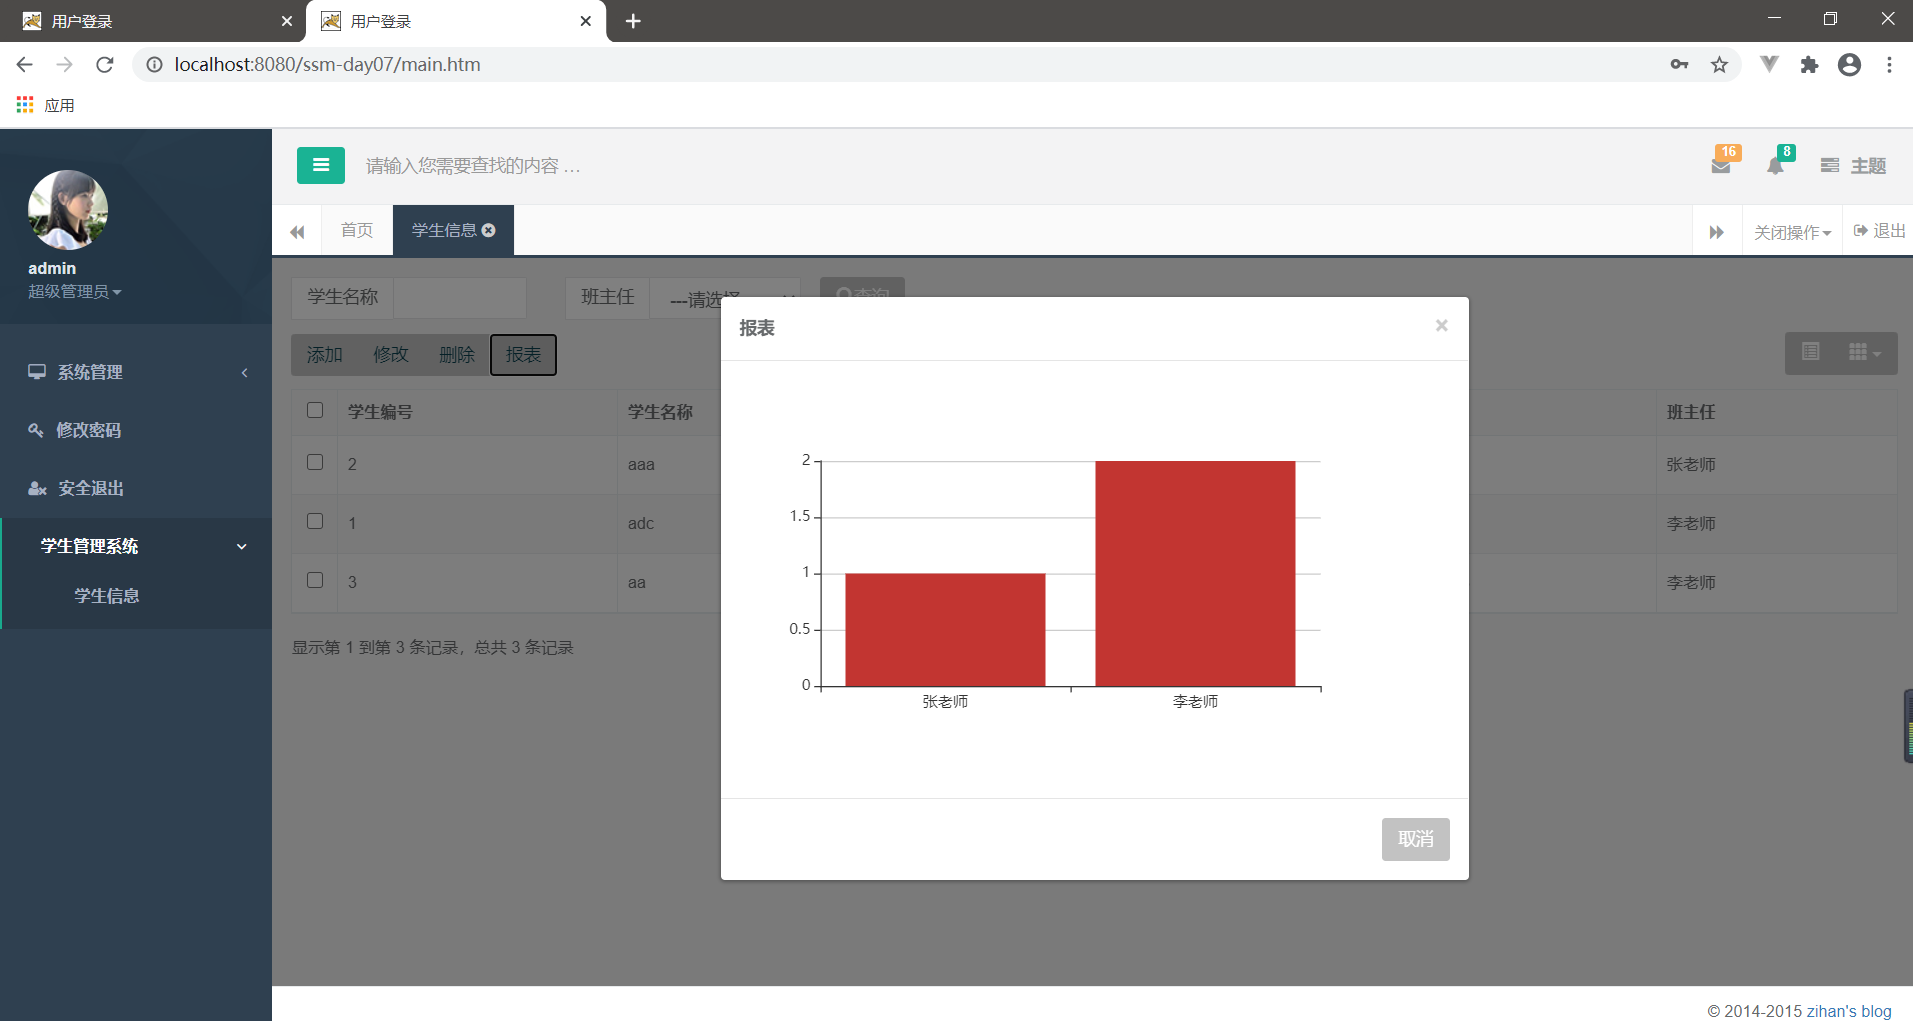 用户登录
用户登录
localhost:8080/ssm-day07/main.htm
应用
请输入您需要查找的内容 …
16
8
主题
首页
学生信息
关闭操作
退出
admin
超级管理员
系统管理
修改密码
安全退出
学生管理系统
学生信息
学生名称
班主任
---请选择
查询
添加
修改
删除
报表
学生编号
学生名称
班主任
2
aaa
张老师
1
adc
李老师
3
aa
李老师
显示第 1 到第 3 条记录，总共 3 条记录
报表
×
2
1.5
1
0.5
0
张老师
李老师
取消
© 2014-2015 zihan's blog